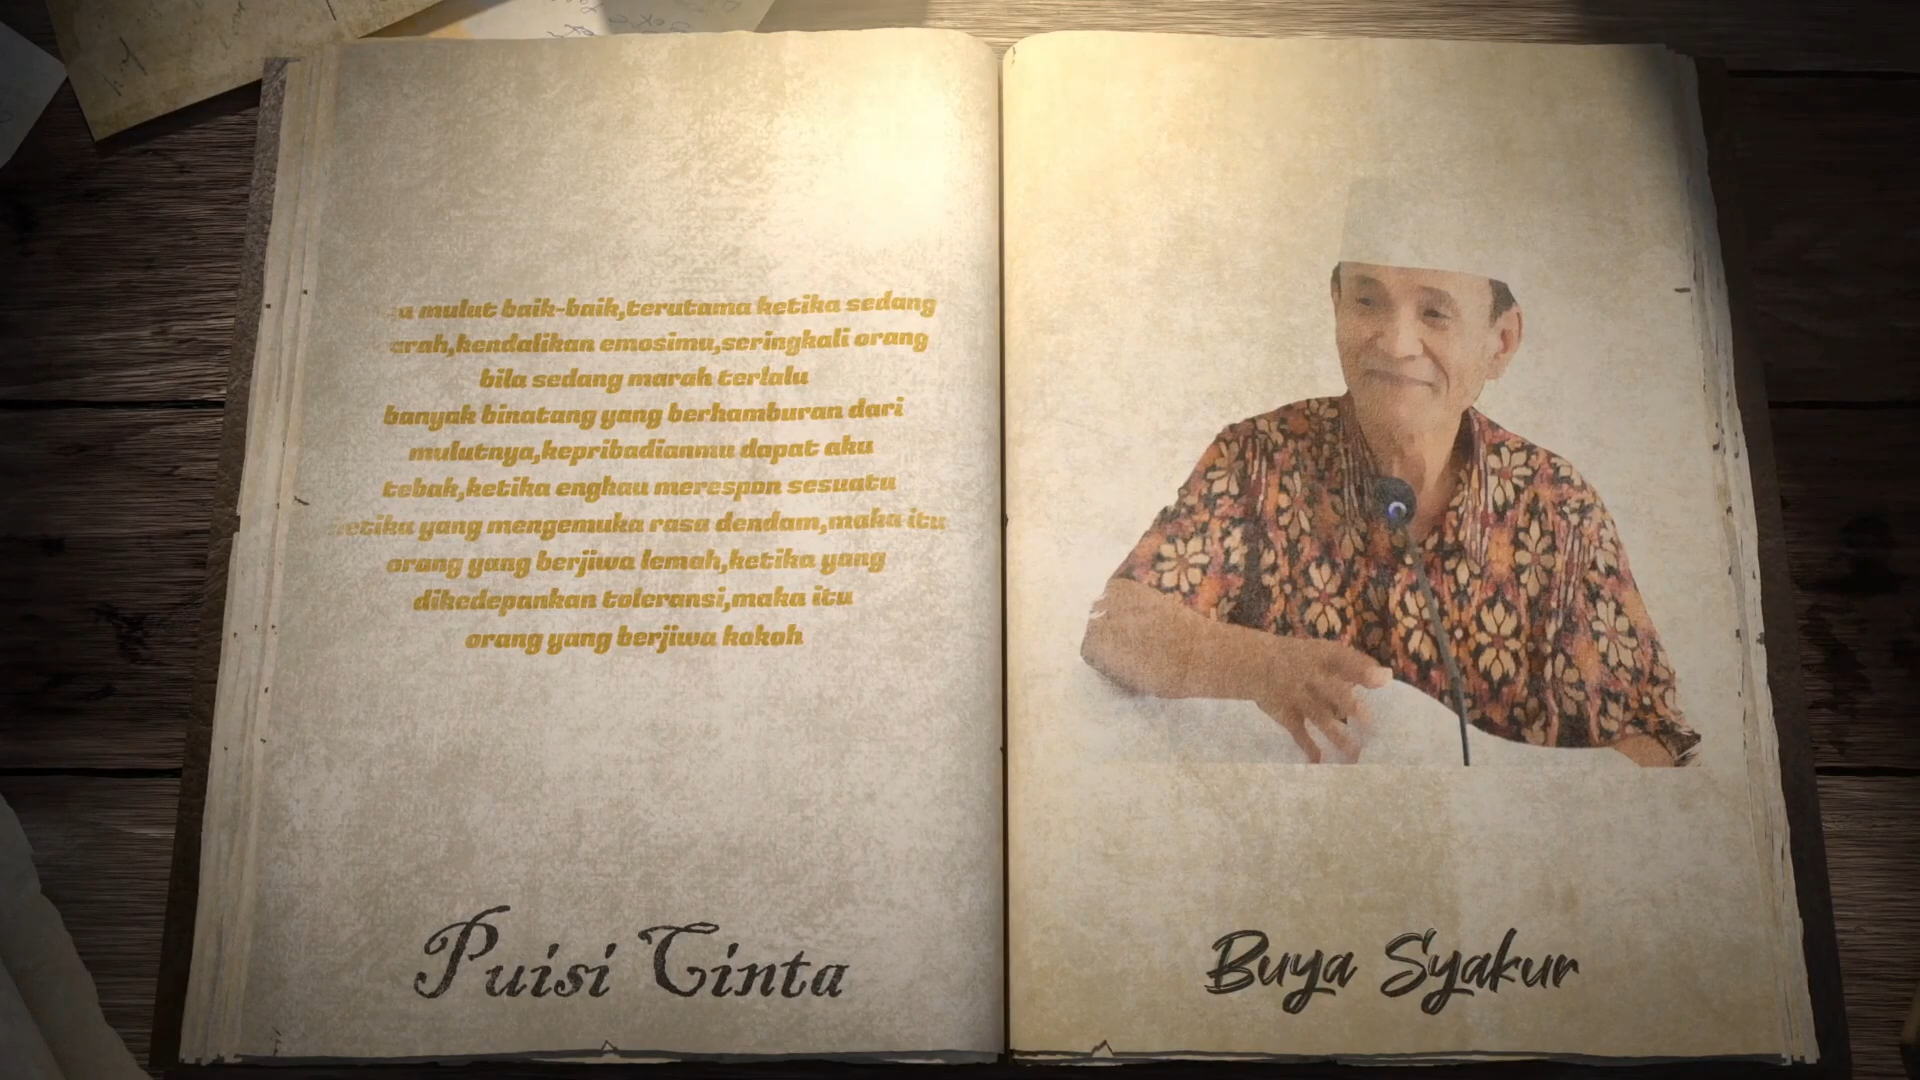 mulut baik-baik,terutama ketika sedang
arah,kendalikan emosimu,seringkali orang
bila sedang marah terlalu
banyak binatang yang berhamburan dari
mulutnya,kepribadianmu dapat aku
tebak,ketika engkau merespon sesuatu
ketika yang mengemuka rasa dendam,maka itu
orang yang berjiwa lemah,ketika yang
dikedepankan toleransi,maka itu
orang yang berjiwa kokoh
Puisi Cinta
Buya Syakur